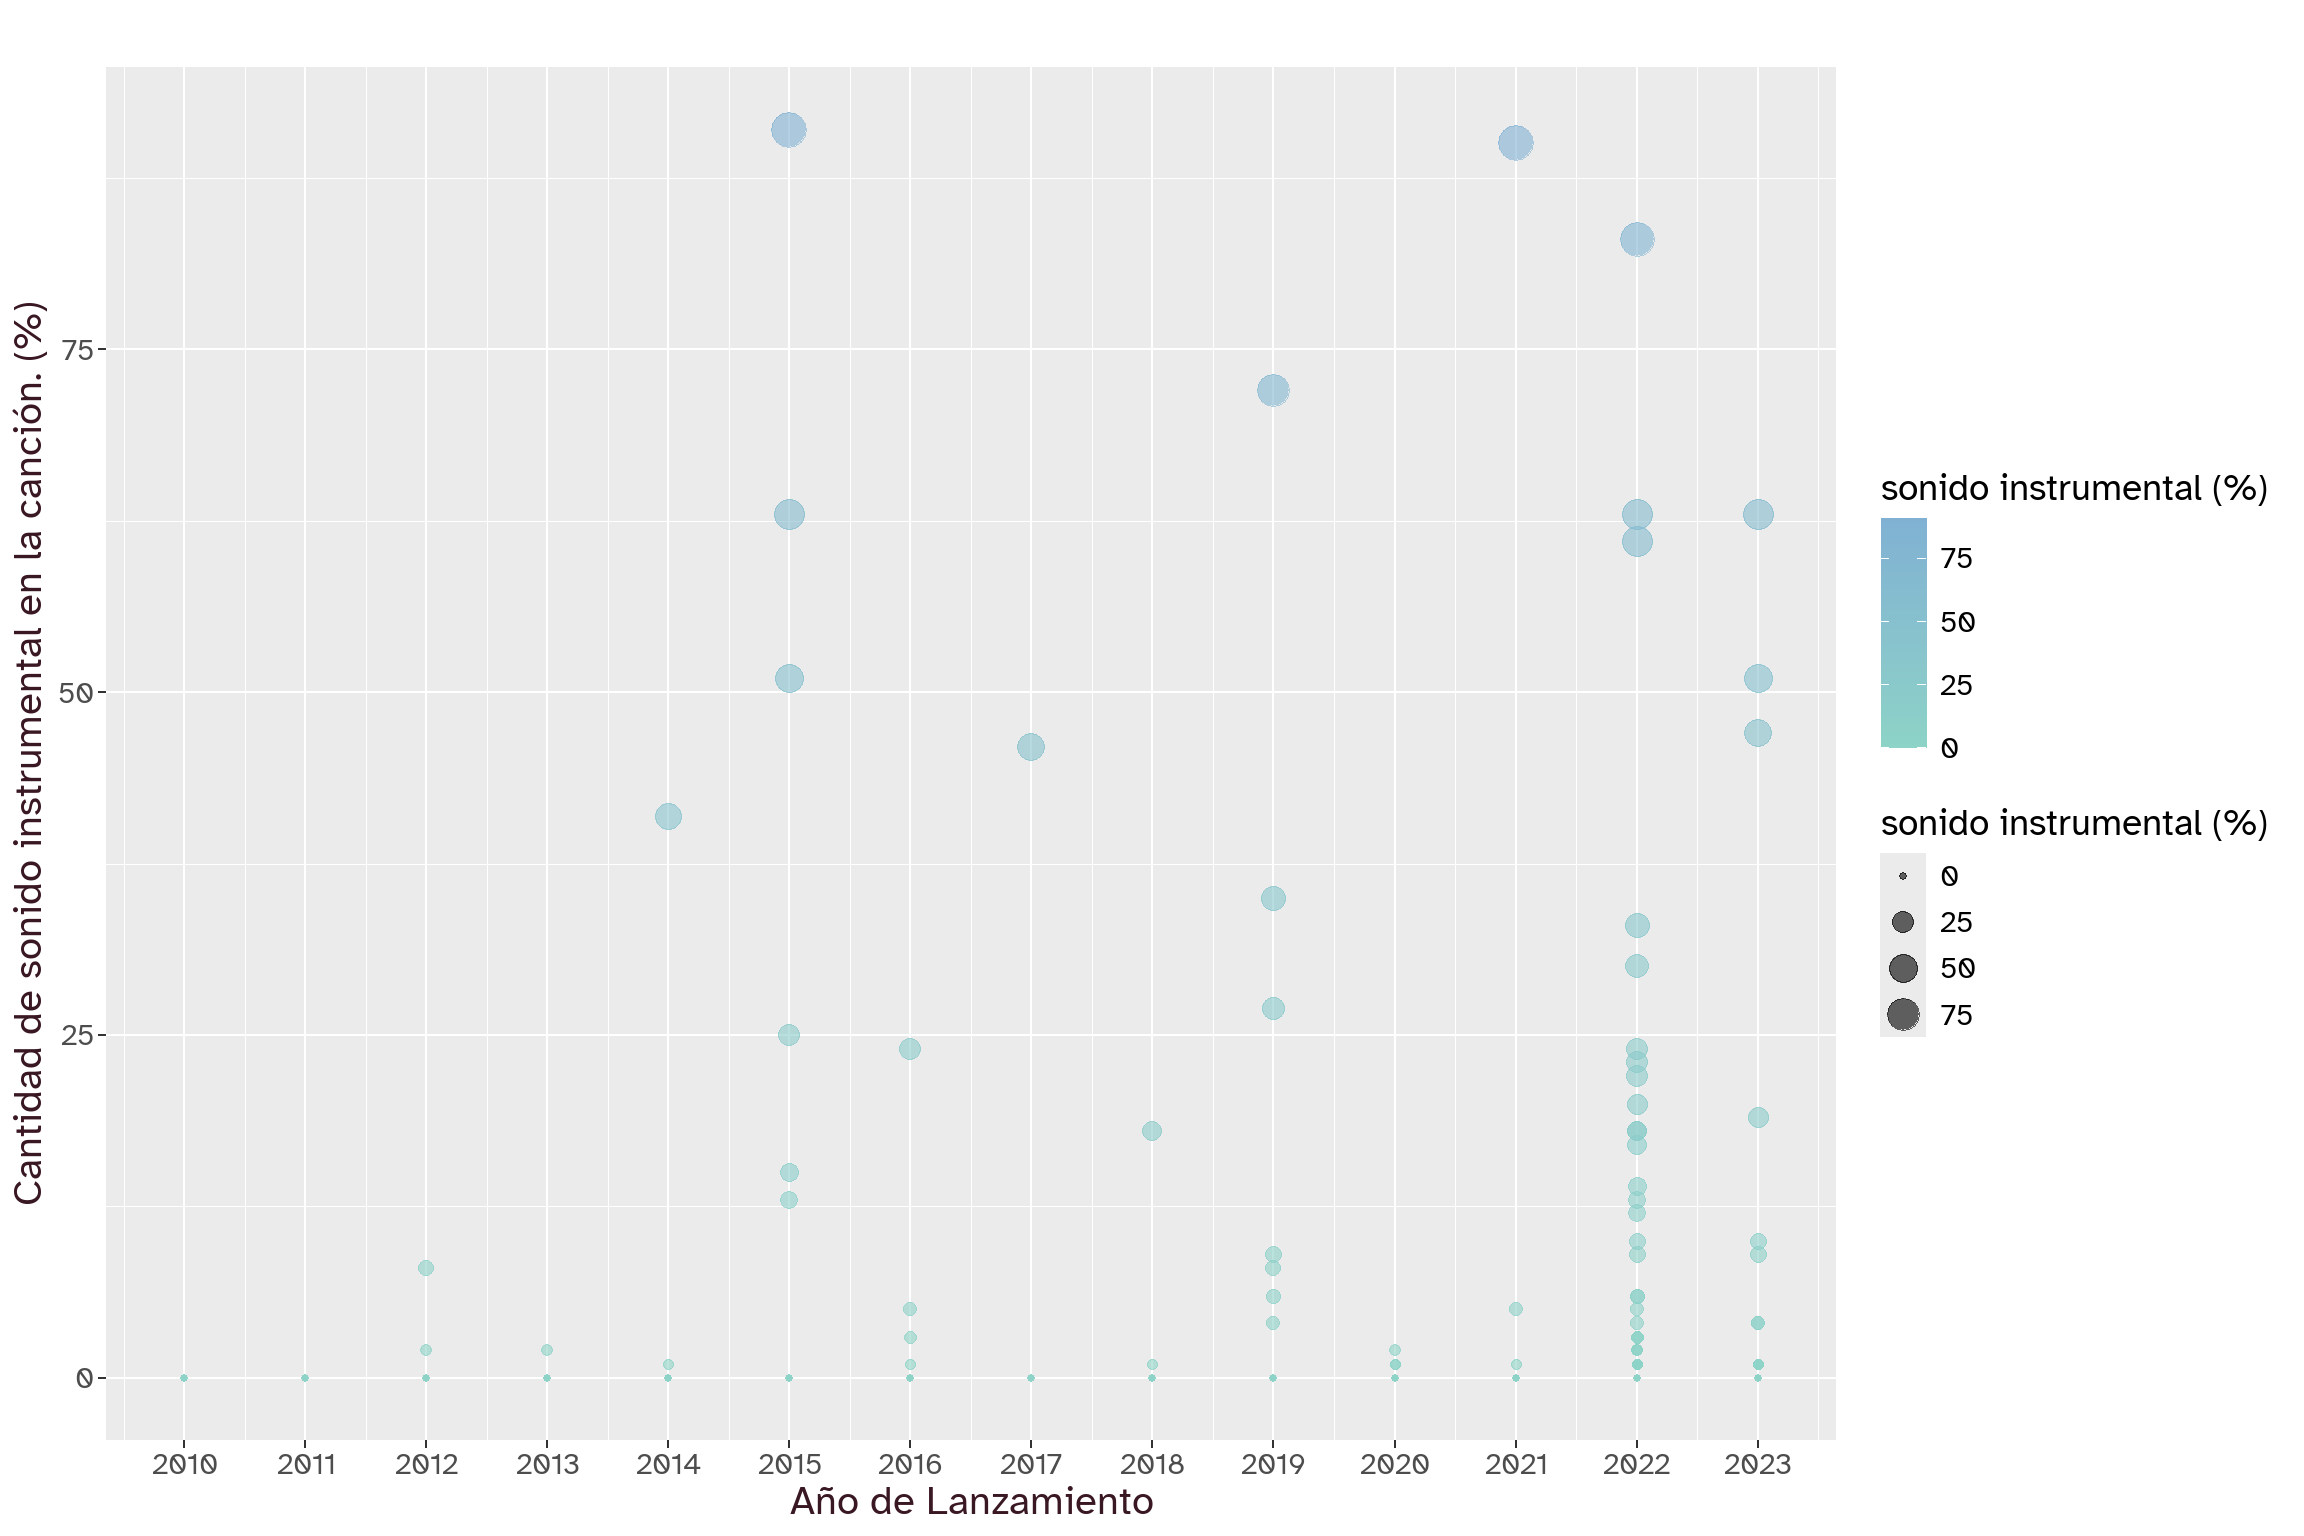 Cantidad de sonido instrumental en la canción. (%)
75
50
25
0
2010 2011 2012 2013 2014 2015 2016 2017 2018 2019 2020 2021 2022 2023
Año de Lanzamiento
sonido instrumental (%)
75
50
25
0
sonido instrumental (%)
0
25
50
75